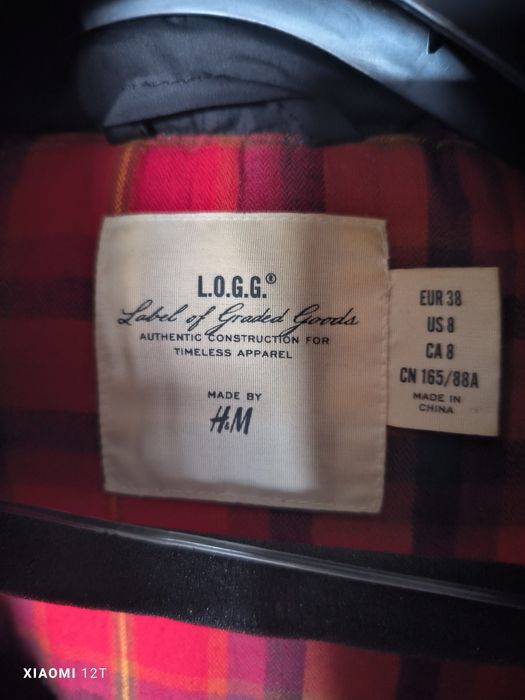 L.O.G.G.®
Label of Graded Goods
AUTHENTIC CONSTRUCTION FOR
TIMELESS APPAREL
MADE BY
H&M
EUR 38
US 8
CA 8
CN 165/88A
MADE IN
CHINA
XIAOMI 12T